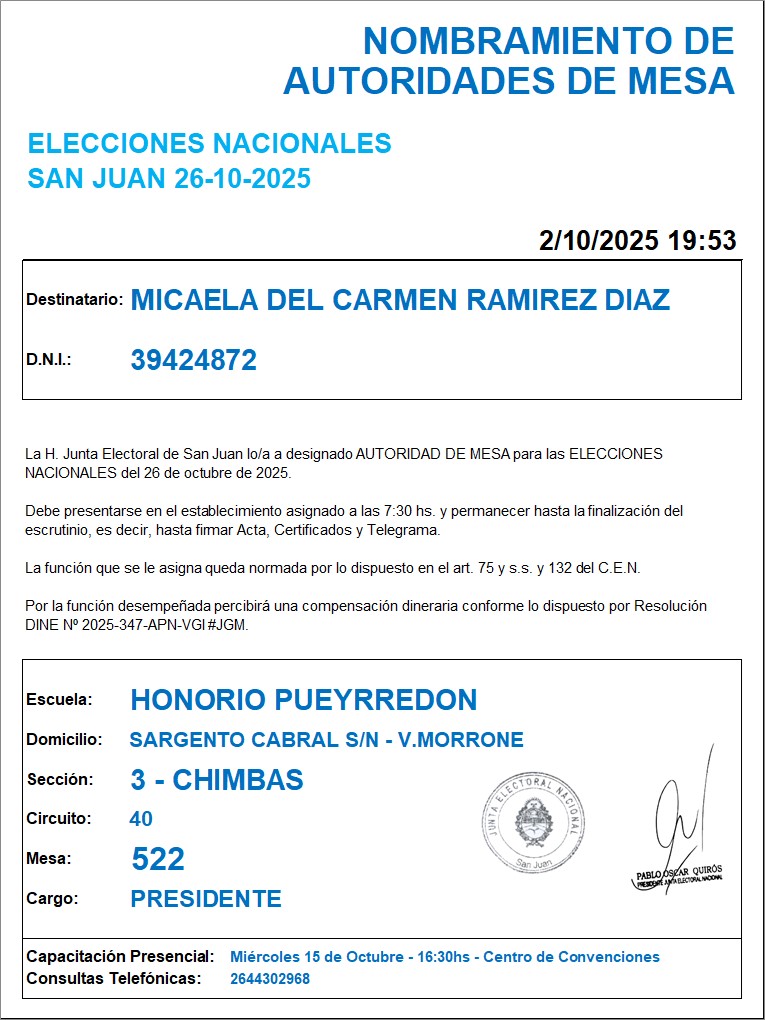 NOMBRAMIENTO DE
AUTORIDADES DE MESA
ELECCIONES NACIONALES
SAN JUAN 26-10-2025
2/10/2025 19:53
Destinatario: MICAELA DEL CARMEN RAMIREZ DIAZ
D.N.I.: 39424872
La H. Junta Electoral de San Juan lo/a a designado AUTORIDAD DE MESA para las ELECCIONES
NACIONALES del 26 de octubre de 2025.
Debe presentarse en el establecimiento asignado a las 7:30 hs. y permanecer hasta la finalización del
escrutinio, es decir, hasta firmar Acta, Certificados y Telegrama.
La función que se le asigna queda normada por lo dispuesto en el art. 75 y s.s. y 132 del C.E.N.
Por la función desempeñada percibirá una compensación dineraria conforme lo dispuesto por Resolución
DINE Nº 2025-347-APN-VGI#JGM.
Escuela: HONORIO PUEYRREDON
Domicilio: SARGENTO CABRAL S/N - V.MORRONE
Sección: 3 - CHIMBAS
Circuito: 40
Mesa: 522
Cargo: PRESIDENTE
JUNTA ELECTORAL NACIONAL
San Juan
PABLO OSCAR QUIRÓS
PRESIDENTE JUNTA ELECTORAL NACIONAL
Capacitación Presencial: Miércoles 15 de Octubre - 16:30hs - Centro de Convenciones
Consultas Telefónicas: 2644302968